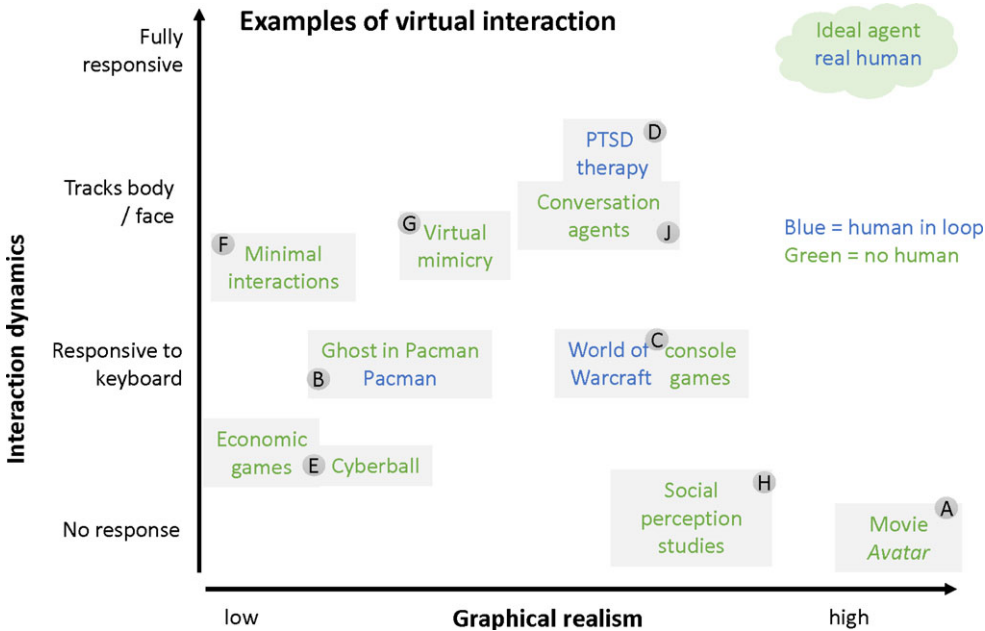 Examples of virtual interaction
Fully
responsive
Ideal agent
real human
D
PTSD
therapy
Tracks body
/ face
Conversation
agents
J
G
Virtual
mimicry
F
Minimal
interactions
Blue = human in loop
Green = no human
Interaction dynamics
Responsive to
keyboard
Ghost in Pacman
B
Pacman
World of
Warcraft
C
console
games
Economic
games
E
Cyberball
No response
H
Social
perception
studies
A
Movie
Avatar
low
Graphical realism
high